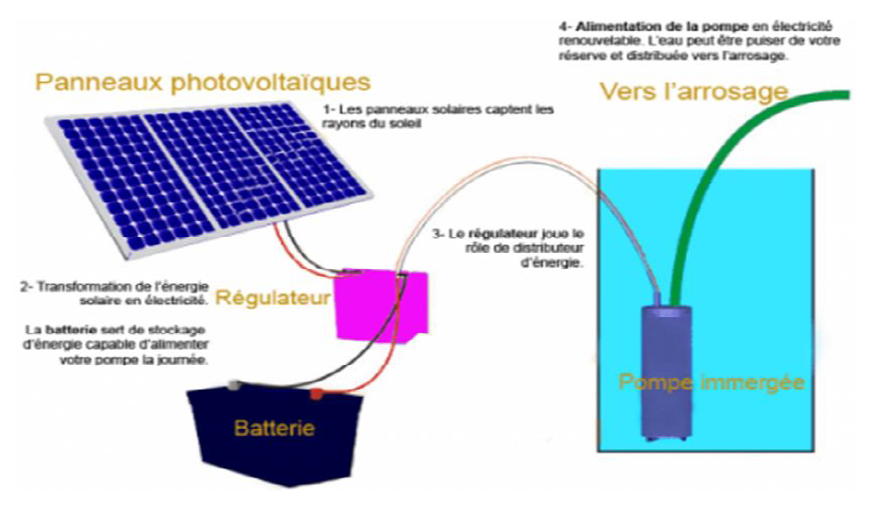 4- Alimentation de la pompe en électricité
renouvelable. L'eau peut être puiser de votre
réserve et distribuée vers l'arrosage.
Panneaux photovoltaïques
Vers l'arrosage
1- Les panneaux solaires captent les
rayons du soleil
3- Le régulateur joue le
rôle de distributeur
d'énergie.
2- Transformation de l'énergie
solaire en électricité.
Régulateur
La batterie sert de stockage
d'énergie capable d'alimenter
votre pompe la journée.
Pompe immergée
Batterie